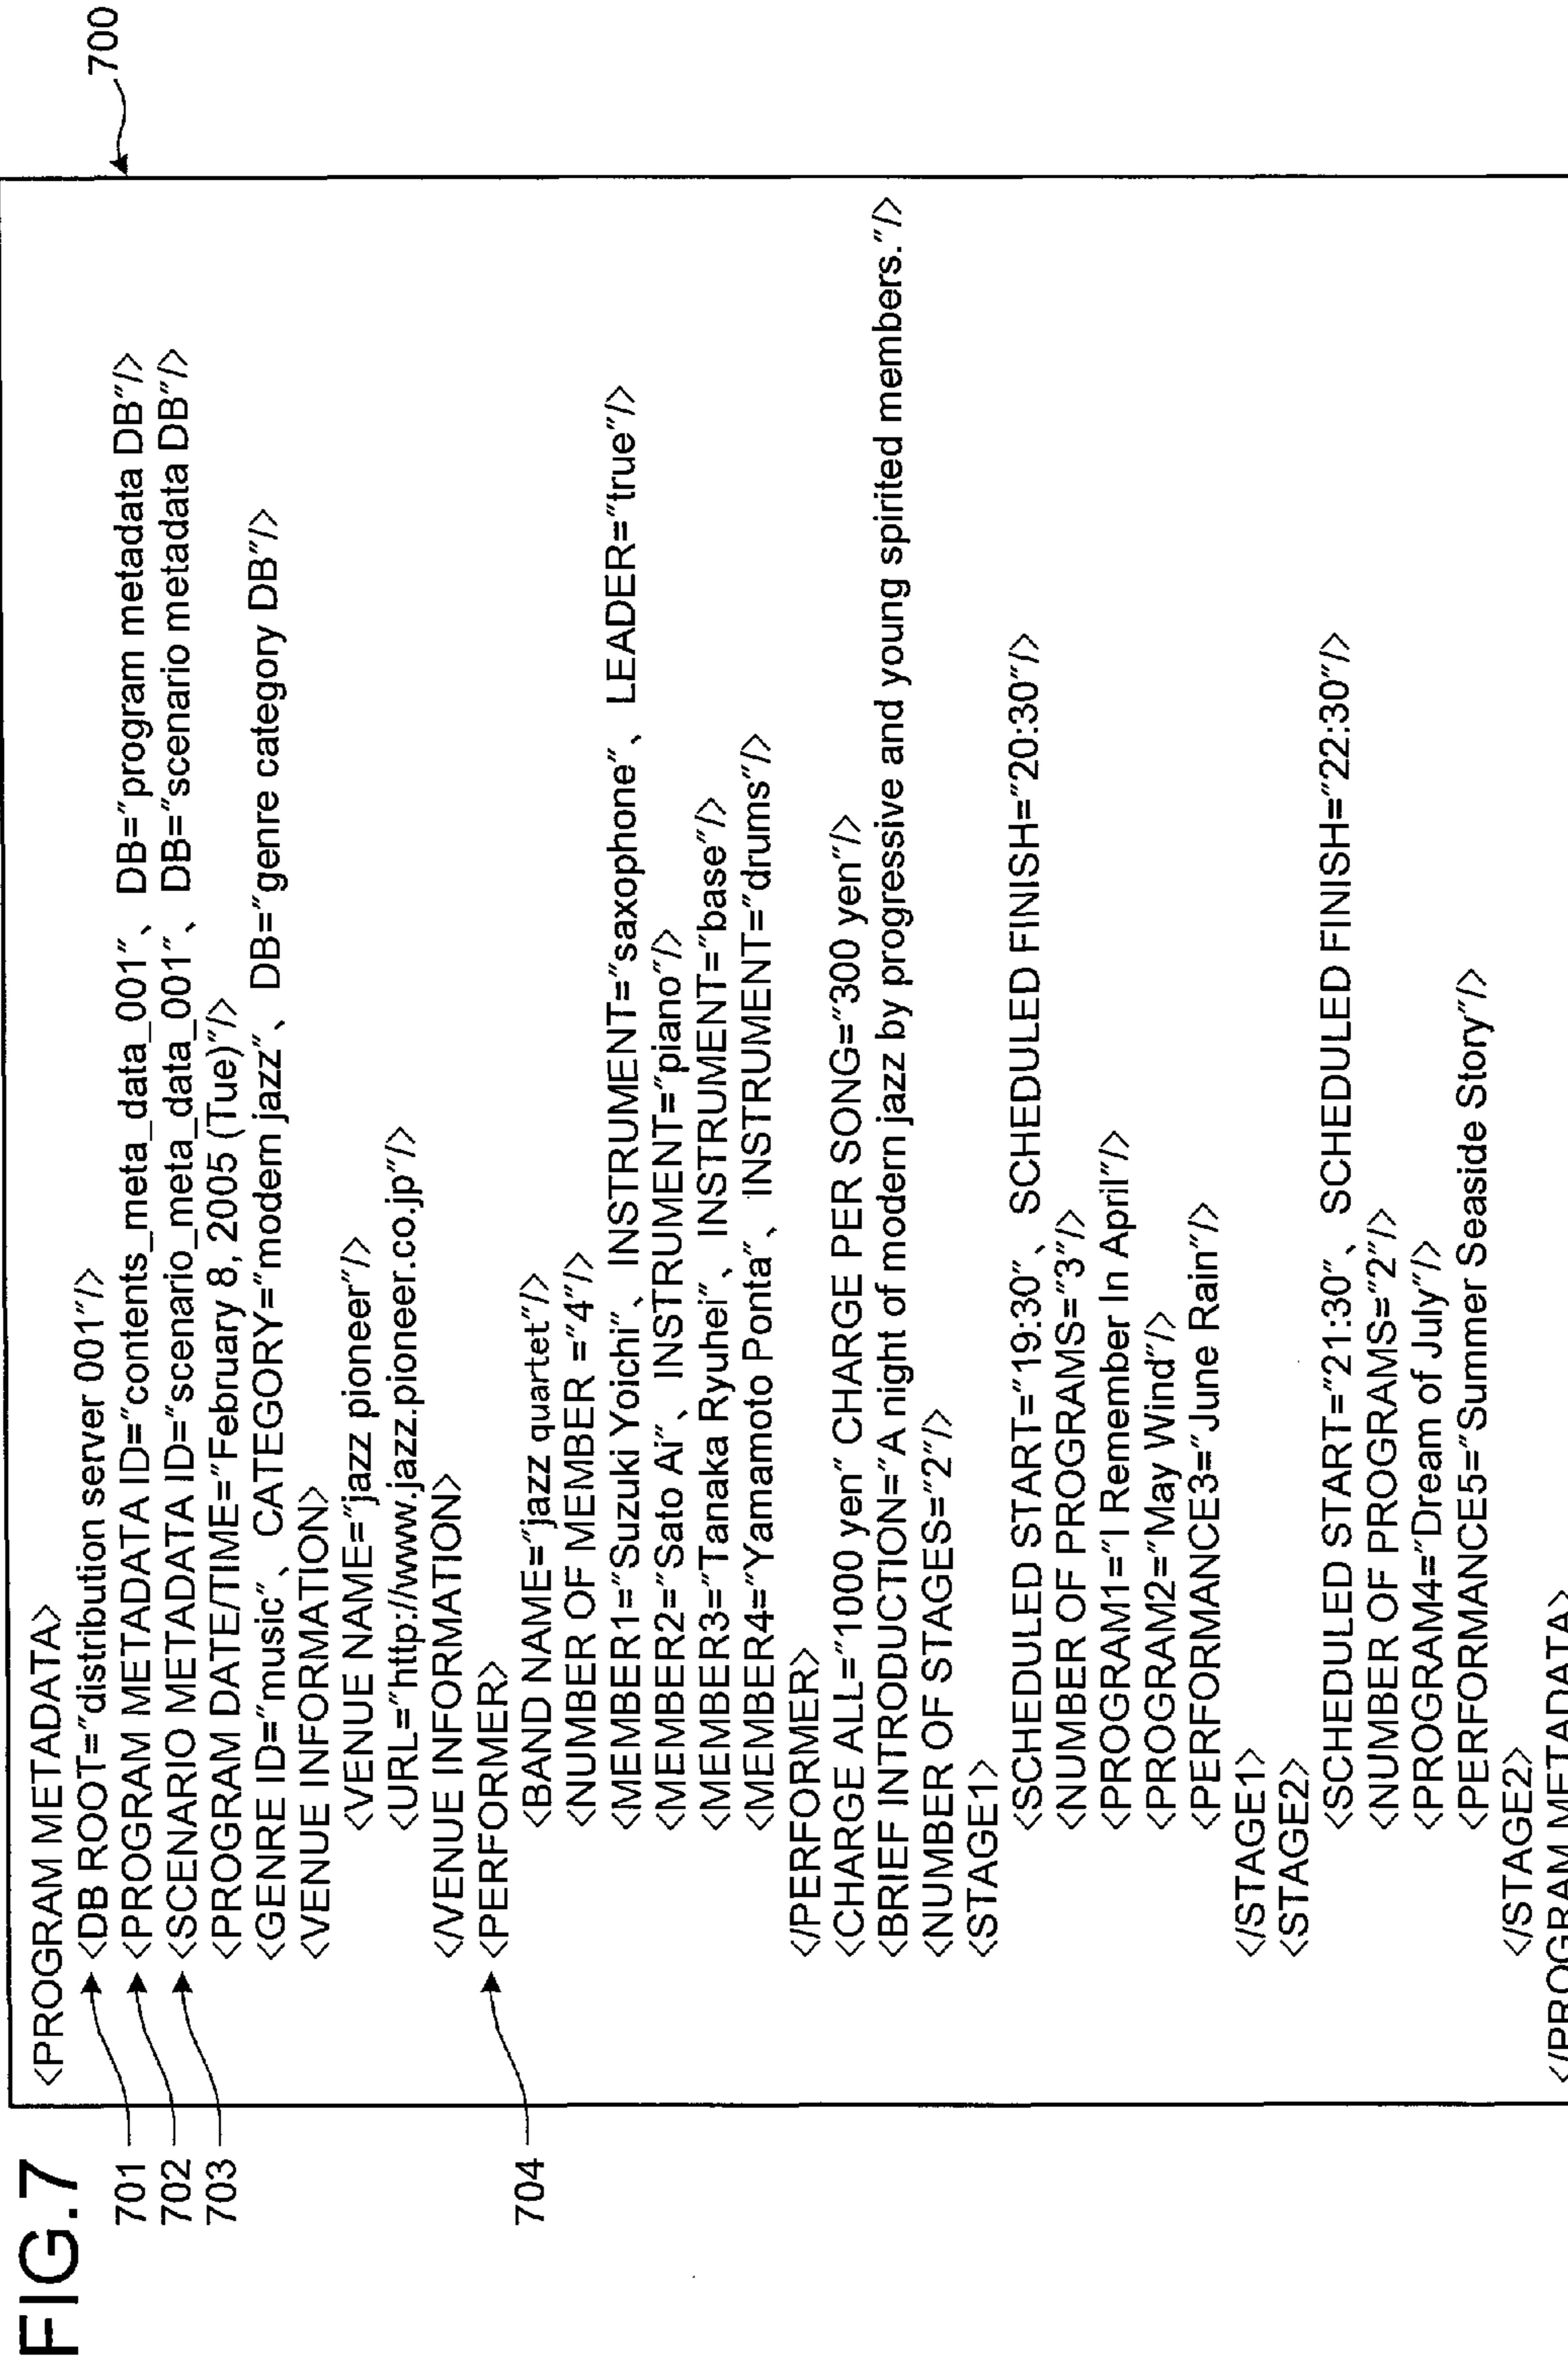 FIG.7
700
<PROGRAM METADATA>
701
<DB ROOT="distribution server 001"/>
702
<PROGRAM METADATA ID="contents_meta_data_001"、 DB="program metadata DB"/>
703
<SCENARIO METADATA ID="scenario_meta_data_001"、 DB="scenario metadata DB"/>
<PROGRAM DATE/TIME="February 8, 2005 (Tue)"/>
<GENRE ID="music"、 CATEGORY="modern jazz"、 DB="genre category DB"/>
<VENUE INFORMATION>
<VENUE NAME="jazz pioneer"/>
<URL="http://www.jazz.pioneer.co.jp"/>
</VENUE INFORMATION>
704
<PERFORMER>
<BAND NAME="jazz quartet"/>
<NUMBER OF MEMBER ="4"/>
<MEMBER1="Suzuki Yoichi"、 INSTRUMENT="saxophone"、 LEADER="true"/>
<MEMBER2="Sato Ai"、 INSTRUMENT="piano"/>
<MEMBER3="Tanaka Ryuhei"、 INSTRUMENT="base"/>
<MEMBER4="Yamamoto Ponta"、 INSTRUMENT="drums"/>
</PERFORMER>
<CHARGE ALL="1000 yen" CHARGE PER SONG="300 yen"/>
<BRIEF INTRODUCTION="A night of modern jazz by progressive and young spirited members."/>
<NUMBER OF STAGES="2"/>
<STAGE1>
<SCHEDULED START="19:30"、 SCHEDULED FINISH="20:30"/>
<NUMBER OF PROGRAMS="3"/>
<PROGRAM1="I Remember In April"/>
<PROGRAM2="May Wind"/>
<PERFORMANCE3="June Rain"/>
</STAGE1>
<STAGE2>
<SCHEDULED START="21:30"、 SCHEDULED FINISH="22:30"/>
<NUMBER OF PROGRAMS="2"/>
<PROGRAM4="Dream of July"/>
<PERFORMANCE5="Summer Seaside Story"/>
</STAGE2>
</PROGRAM METADATA>